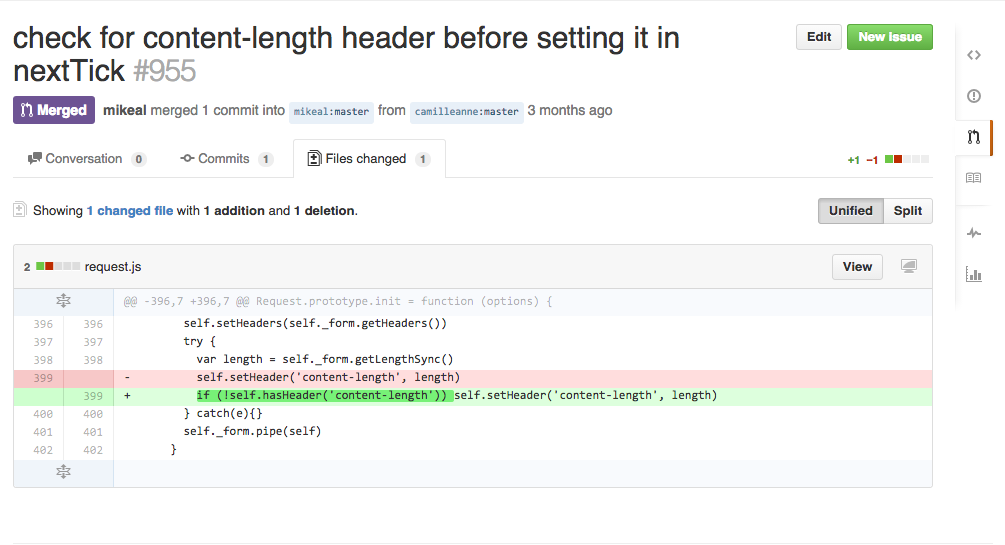 check for content-length header before setting it in
nextTick #955
Edit
New Issue
Merged mikeal merged 1 commit into mikeal:master from camilleanne:master 3 months ago
Conversation 0 Commits 1 Files changed 1 +1 −1
Showing 1 changed file with 1 addition and 1 deletion.
Unified Split
2 request.js View
@@ -396,7 +396,7 @@ Request.prototype.init = function (options) {
396 396 self.setHeaders(self._form.getHeaders())
397 397 try {
398 398 var length = self._form.getLengthSync()
399 - self.setHeader('content-length', length)
399 + if (!self.hasHeader('content-length')) self.setHeader('content-length', length)
400 400 } catch(e){}
401 401 self._form.pipe(self)
402 402 }